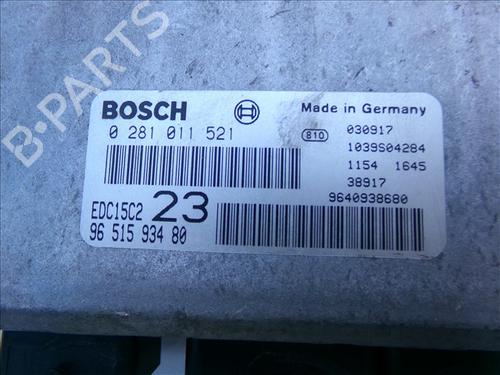 B-PARTS
BOSCH
Made in Germany
0 281 011 521
810
030917
1039S04284
1154 1645
38917
9640938680
EDC15C2 23
96 515 934 80